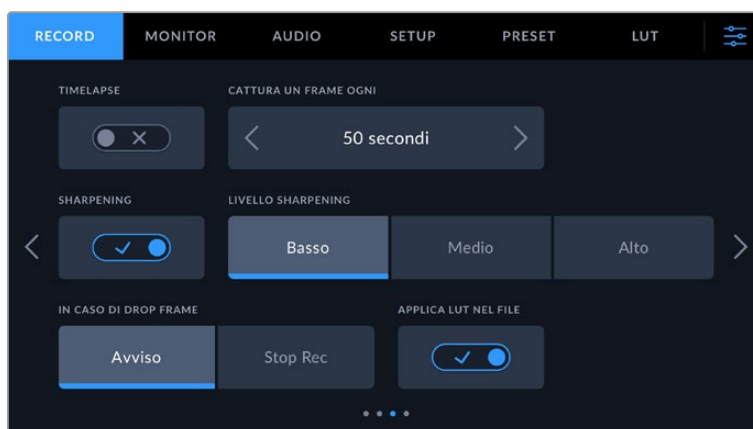 RECORD MONITOR AUDIO SETUP PRESET LUT
TIMELAPSE CATTURA UN FRAME OGNI
50 secondi
SHARPENING LIVELLO SHARPENING
Basso Medio Alto
IN CASO DI DROP FRAME APPLICA LUT NEL FILE
Avviso Stop Rec